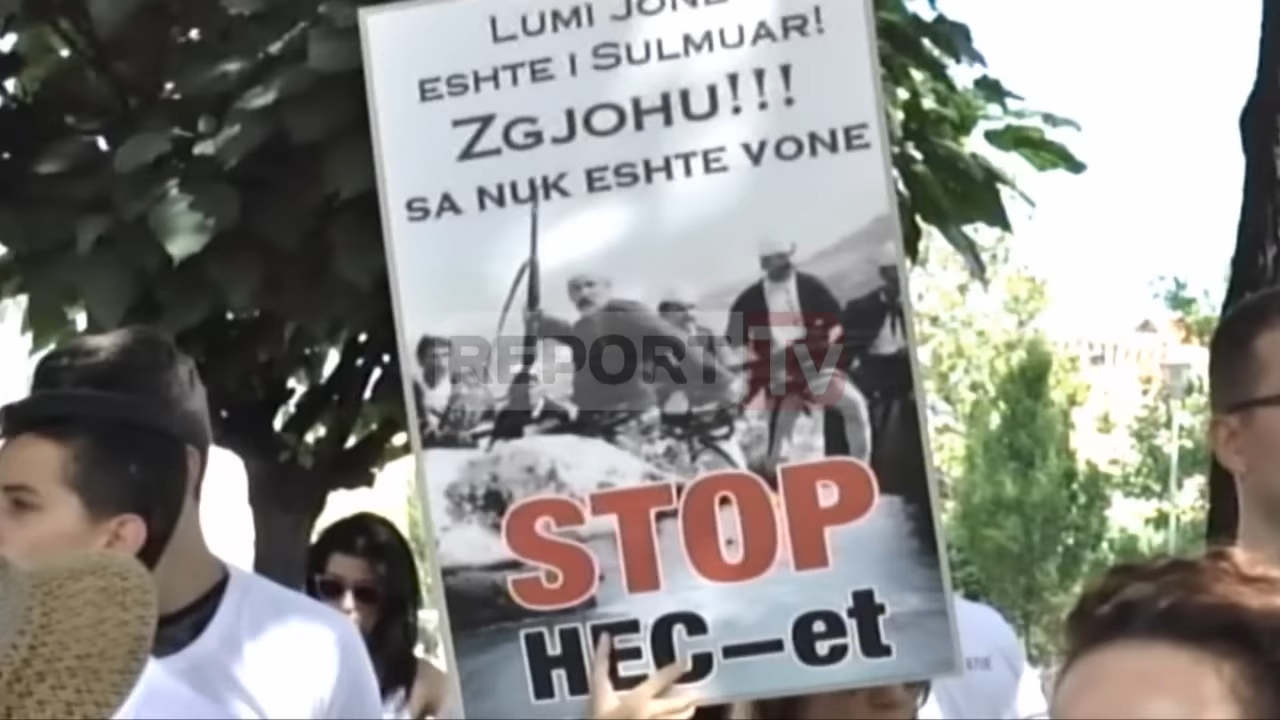 LUMI JONE
ESHTE I SULMUAR!
ZGJOHU!!!
SA NUK ESHTE VONE
REPORT TV
STOP
HEC-et